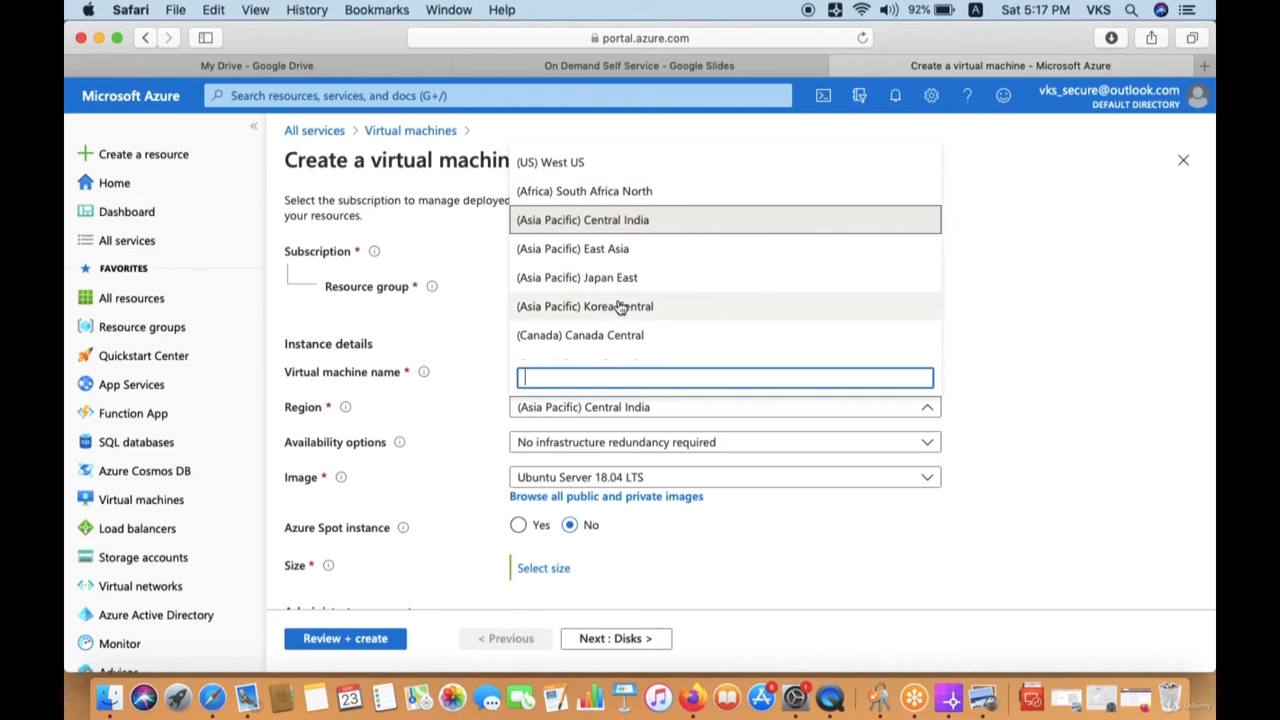 Safari File Edit View History Bookmarks Window Help 92% A Sat 5:17 PM VKS
portal.azure.com
My Drive - Google Drive
On Demand Self Service - Google Slides
Create a virtual machine - Microsoft Azure
Microsoft Azure
Search resources, services, and docs (G+/)
vks_secure@outlook.com
DEFAULT DIRECTORY
Create a resource
Home
Dashboard
All services
FAVORITES
All resources
Resource groups
Quickstart Center
App Services
Function App
SQL databases
Azure Cosmos DB
Virtual machines
Load balancers
Storage accounts
Virtual networks
Azure Active Directory
Monitor
All services > Virtual machines >
Create a virtual machin
Select the subscription to manage deployed
your resources.
Subscription *
Resource group *
Instance details
Virtual machine name *
(US) West US
(Africa) South Africa North
(Asia Pacific) Central India
(Asia Pacific) East Asia
(Asia Pacific) Japan East
(Asia Pacific) Korea Central
(Canada) Canada Central
Region *
(Asia Pacific) Central India
Availability options
No infrastructure redundancy required
Image *
Ubuntu Server 18.04 LTS
Browse all public and private images
Azure Spot instance
Yes No
Size *
Select size
Review + create
< Previous
Next : Disks >
MAY
23
Udemy